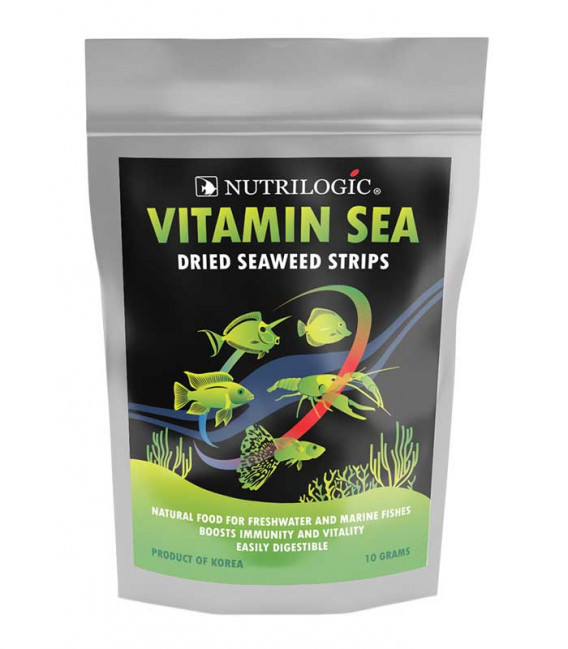 NUTRILOGIC®
VITAMIN SEA
DRIED SEAWEED STRIPS
NATURAL FOOD FOR FRESHWATER AND MARINE FISHES
BOOSTS IMMUNITY AND VITALITY
EASILY DIGESTIBLE
PRODUCT OF KOREA
10 GRAMS